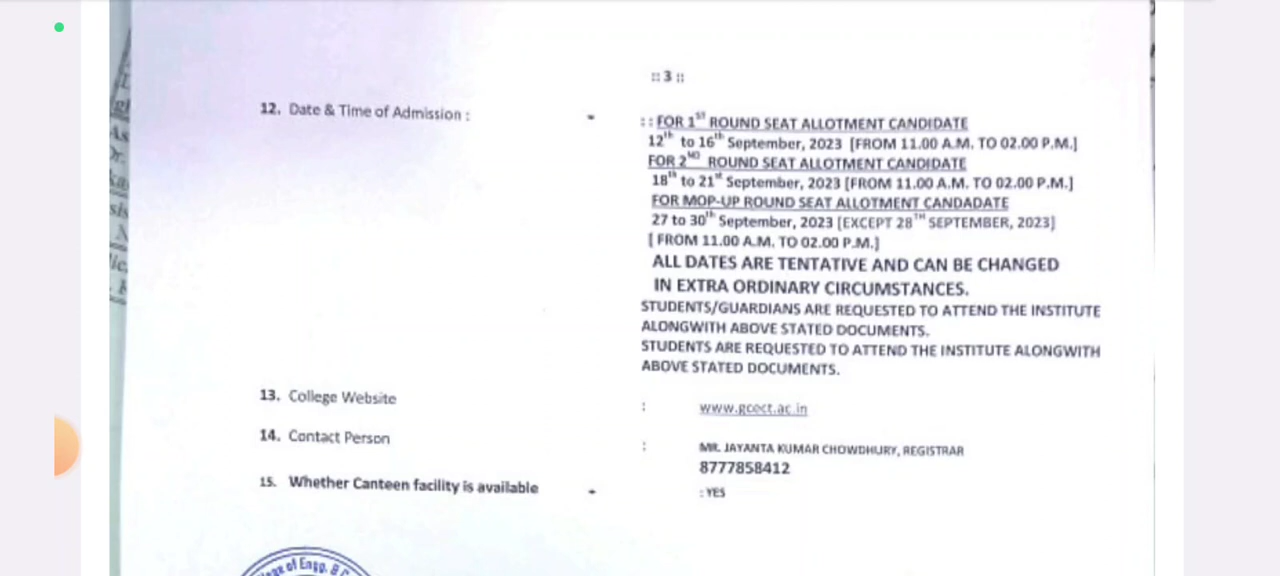 :: 3 ::
12. Date & Time of Admission : -
: : FOR 1ST ROUND SEAT ALLOTMENT CANDIDATE
12th to 16th September, 2023 [FROM 11.00 A.M. TO 02.00 P.M.]
FOR 2ND ROUND SEAT ALLOTMENT CANDIDATE
18th to 21st September, 2023 [FROM 11.00 A.M. TO 02.00 P.M.]
FOR MOP-UP ROUND SEAT ALLOTMENT CANDADATE
27 to 30th September, 2023 [EXCEPT 28TH SEPTEMBER, 2023]
[ FROM 11.00 A.M. TO 02.00 P.M.]
ALL DATES ARE TENTATIVE AND CAN BE CHANGED
IN EXTRA ORDINARY CIRCUMSTANCES.
STUDENTS/GUARDIANS ARE REQUESTED TO ATTEND THE INSTITUTE
ALONGWITH ABOVE STATED DOCUMENTS.
STUDENTS ARE REQUESTED TO ATTEND THE INSTITUTE ALONGWITH
ABOVE STATED DOCUMENTS.
13. College Website : www.gcect.ac.in
14. Contact Person : MR. JAYANTA KUMAR CHOWDHURY, REGISTRAR
8777858412
15. Whether Canteen facility is available - : YES
of Engg. &